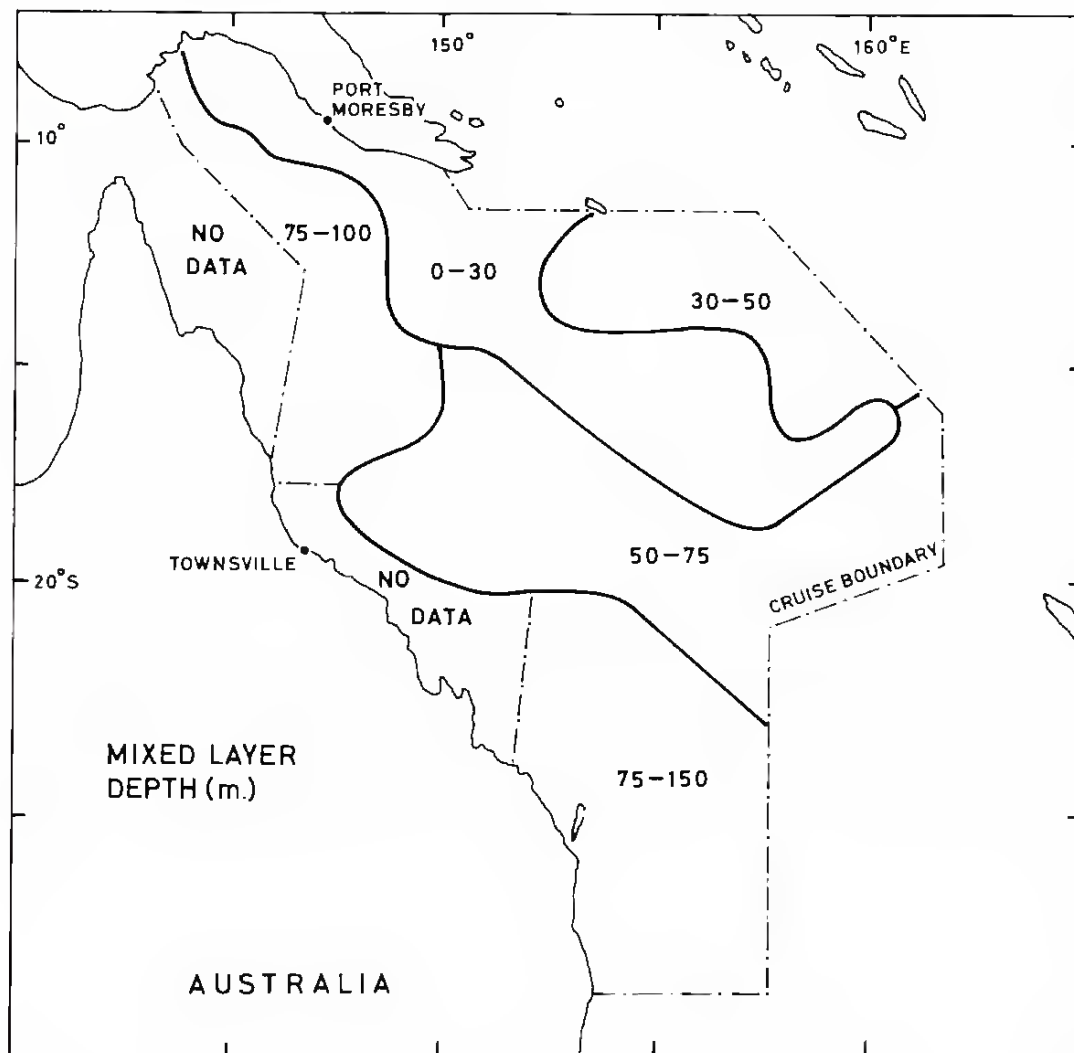 150°
160°E
PORT
MORESBY
10°
NO
DATA
75-100
0-30
30-50
TOWNSVILLE
20°S
NO
DATA
50-75
CRUISE BOUNDARY
MIXED LAYER
DEPTH (m.)
75-150
AUSTRALIA